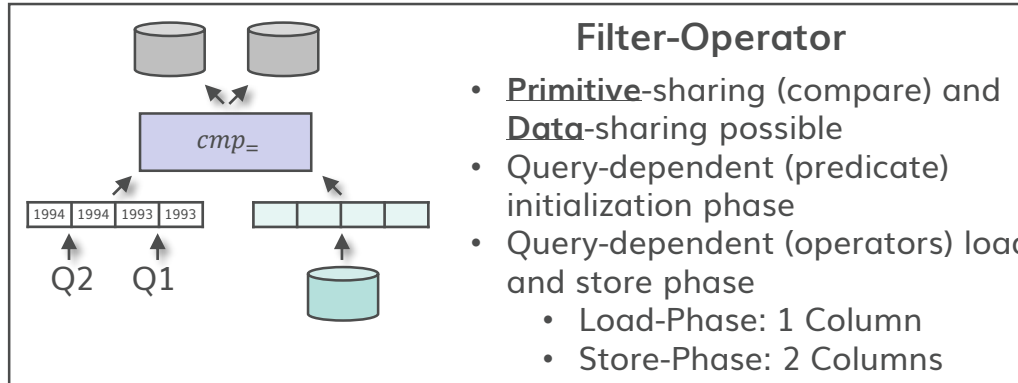 Filter-Operator
cmp=
1994 1994 1993 1993
Q2 Q1
• Primitive-sharing (compare) and
Data-sharing possible
• Query-dependent (predicate)
initialization phase
• Query-dependent (operators) load
and store phase
• Load-Phase: 1 Column
• Store-Phase: 2 Columns